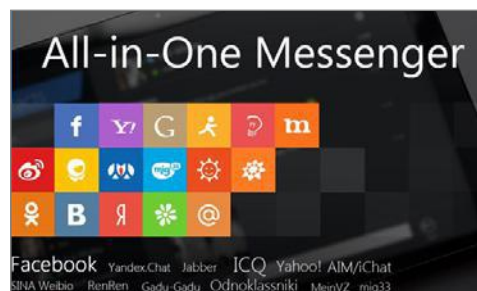 All-in-One Messenger
f Y! G m
B Я @
Facebook Yandex.Chat Jabber ICQ Yahoo! AIM/iChat
SINA Weibio RenRen Gadu-Gadu Odnoklassniki MeinVZ mig33